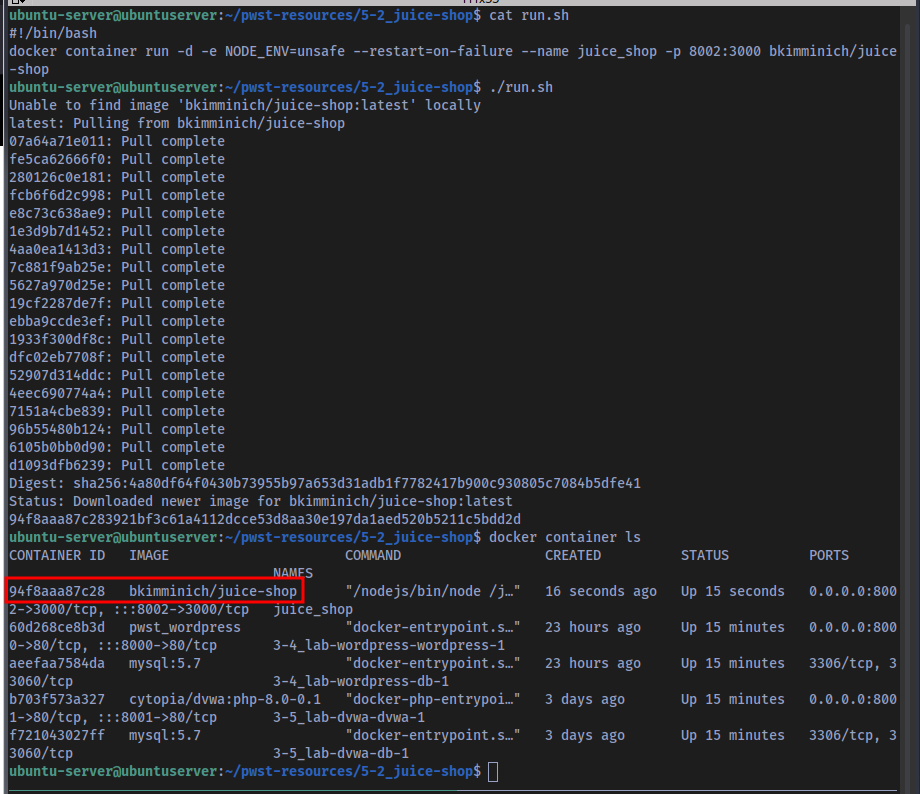 ubuntu-server@ubuntuserver:~/pwst-resources/5-2_juice-shop$ cat run.sh
#!/bin/bash
docker container run -d -e NODE_ENV=unsafe --restart=on-failure --name juice_shop -p 8002:3000 bkimminich/juice
-shop
ubuntu-server@ubuntuserver:~/pwst-resources/5-2_juice-shop$ ./run.sh
Unable to find image 'bkimminich/juice-shop:latest' locally
latest: Pulling from bkimminich/juice-shop
07a64a71e011: Pull complete
fe5ca62666f0: Pull complete
280126c0e181: Pull complete
fcb6f6d2c998: Pull complete
e8c73c638ae9: Pull complete
1e3d9b7d1452: Pull complete
4aa0ea1413d3: Pull complete
7c881f9ab25e: Pull complete
5627a970d25e: Pull complete
19cf2287de7f: Pull complete
ebba9ccde3ef: Pull complete
1933f300df8c: Pull complete
dfc02eb7708f: Pull complete
52907d314ddc: Pull complete
4eec690774a4: Pull complete
7151a4cbe839: Pull complete
96b55480b124: Pull complete
6105b0bb0d90: Pull complete
d1093dfb6239: Pull complete
Digest: sha256:4a80df64f0430b73955b97a653d31adb1f7782417b900c930805c7084b5dfe41
Status: Downloaded newer image for bkimminich/juice-shop:latest
94f8aaa87c283921bf3c61a4112dcce53d8aa30e197da1aed520b5211c5bdd2d
ubuntu-server@ubuntuserver:~/pwst-resources/5-2_juice-shop$ docker container ls
CONTAINER ID   IMAGE                      COMMAND                  CREATED          STATUS          PORTS
NAMES
94f8aaa87c28   bkimminich/juice-shop      "/nodejs/bin/node /j…"   16 seconds ago   Up 15 seconds   0.0.0.0:800
2->3000/tcp, :::8002->3000/tcp   juice_shop
60d268ce8b3d   pwst_wordpress             "docker-entrypoint.s…"   23 hours ago     Up 15 minutes   0.0.0.0:800
0->80/tcp, :::8000->80/tcp       3-4_lab-wordpress-wordpress-1
aeefaa7584da   mysql:5.7                  "docker-entrypoint.s…"   23 hours ago     Up 15 minutes   3306/tcp, 3
3060/tcp                         3-4_lab-wordpress-db-1
b703f573a327   cytopia/dvwa:php-8.0-0.1   "docker-php-entrypoi…"   3 days ago       Up 15 minutes   0.0.0.0:800
1->80/tcp, :::8001->80/tcp       3-5_lab-dvwa-dvwa-1
f721043027ff   mysql:5.7                  "docker-entrypoint.s…"   3 days ago       Up 15 minutes   3306/tcp, 3
3060/tcp                         3-5_lab-dvwa-db-1
ubuntu-server@ubuntuserver:~/pwst-resources/5-2_juice-shop$